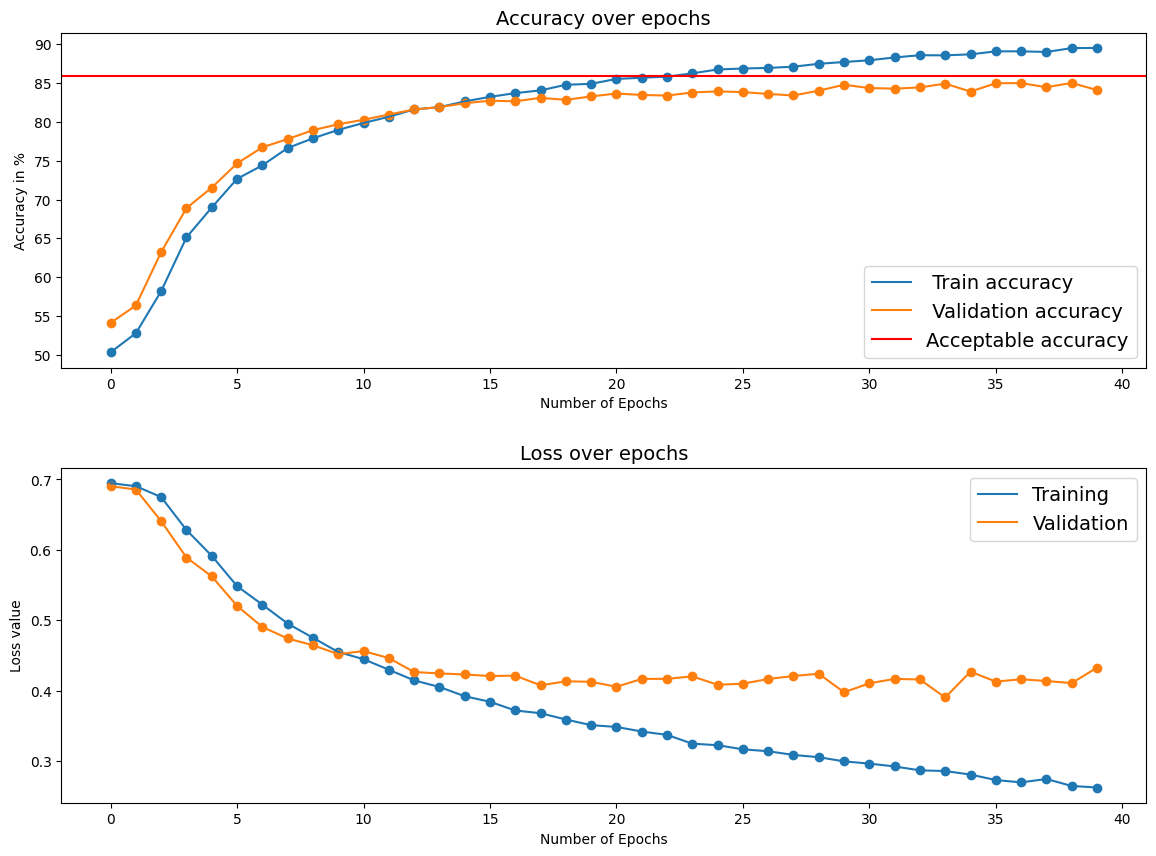 Accuracy over epochs
90
85
80
75
70
65
60
55
50
Accuracy in %
Train accuracy
Validation accuracy
Acceptable accuracy
0 5 10 15 20 25 30 35 40
Number of Epochs
Loss over epochs
0.7
0.6
0.5
0.4
0.3
Loss value
Training
Validation
0 5 10 15 20 25 30 35 40
Number of Epochs